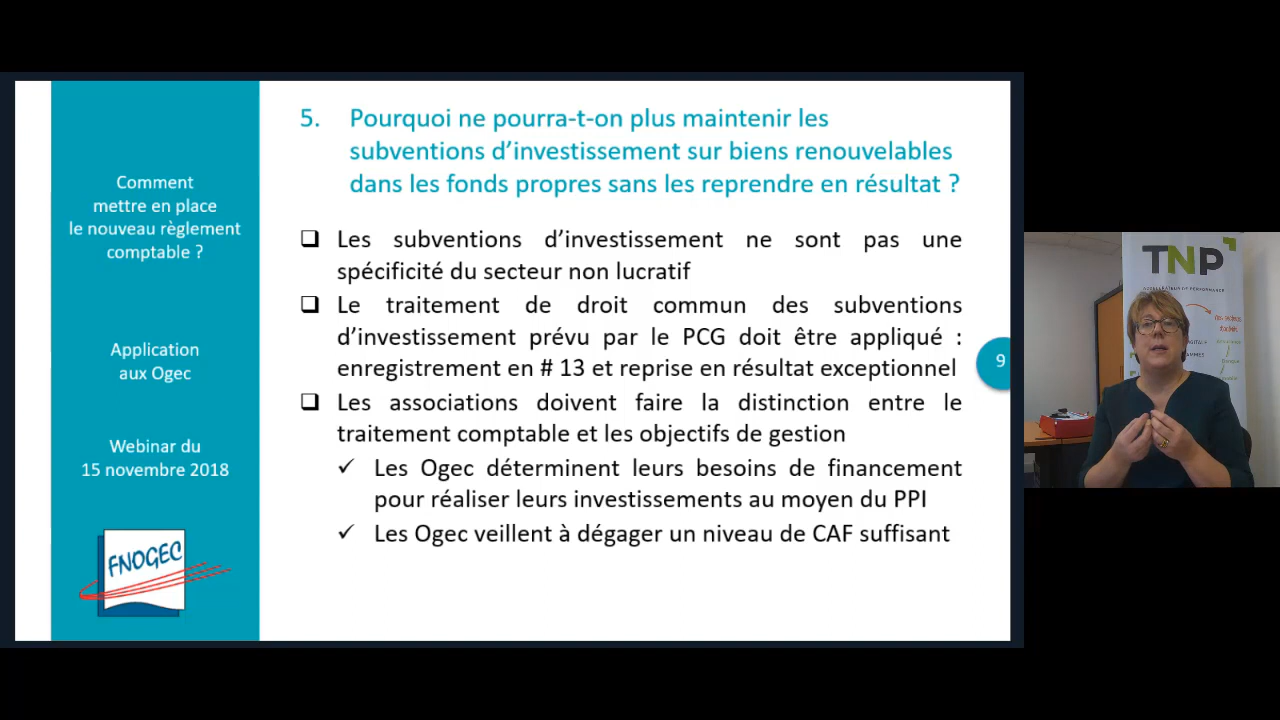 Comment
mettre en place
le nouveau règlement
comptable ?
Application
aux Ogec
Webinar du
15 novembre 2018
FNOGEC
5. Pourquoi ne pourra-t-on plus maintenir les
subventions d’investissement sur biens renouvelables
dans les fonds propres sans les reprendre en résultat ?
❑ Les subventions d’investissement ne sont pas une
spécificité du secteur non lucratif
❑ Le traitement de droit commun des subventions
d’investissement prévu par le PCG doit être appliqué :
enregistrement en # 13 et reprise en résultat exceptionnel
❑ Les associations doivent faire la distinction entre le
traitement comptable et les objectifs de gestion
✓ Les Ogec déterminent leurs besoins de financement
pour réaliser leurs investissements au moyen du PPI
✓ Les Ogec veillent à dégager un niveau de CAF suffisant
9
TNP